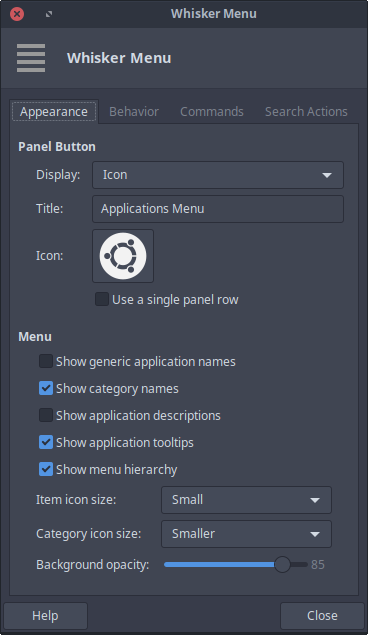 Whisker Menu
Whisker Menu
Appearance Behavior Commands Search Actions
Panel Button
Display: Icon
Title: Applications Menu
Icon:
Use a single panel row
Menu
Show generic application names
Show category names
Show application descriptions
Show application tooltips
Show menu hierarchy
Item icon size: Small
Category icon size: Smaller
Background opacity: 85
Help Close